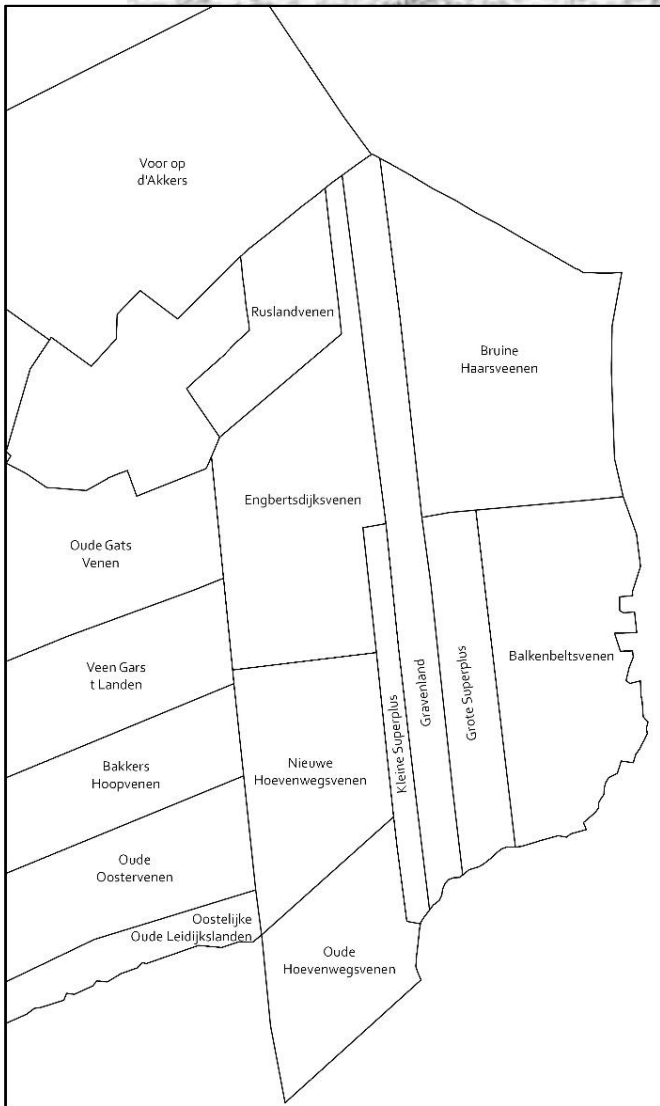 Voor op
d'Akkers
Ruslandvenen
Bruine
Haarsveenen
Engbertsdijksvenen
Oude Gats
Venen
Veen Gars
t Landen
Balkenbeltsvenen
Grote Superplus
Gravenland
Kleine Superplus
Bakkers
Hoopvenen
Nieuwe
Hoevenwegsvenen
Oude
Oostervenen
Oostelijke
Oude Leidijkslanden
Oude
Hoevenwegsvenen